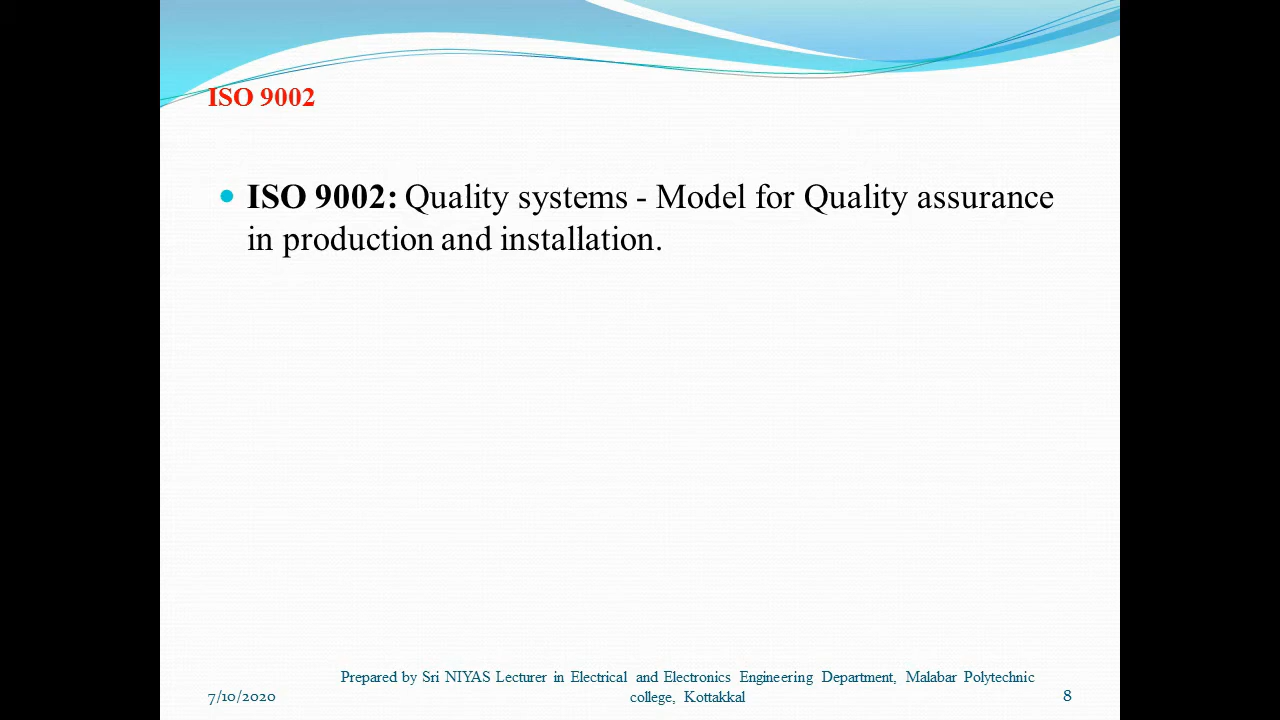 ISO 9002
ISO 9002: Quality systems - Model for Quality assurance
in production and installation.
Prepared by Sri NIYAS Lecturer in Electrical and Electronics Engineering Department, Malabar Polytechnic
7/10/2020 college, Kottakkal 8